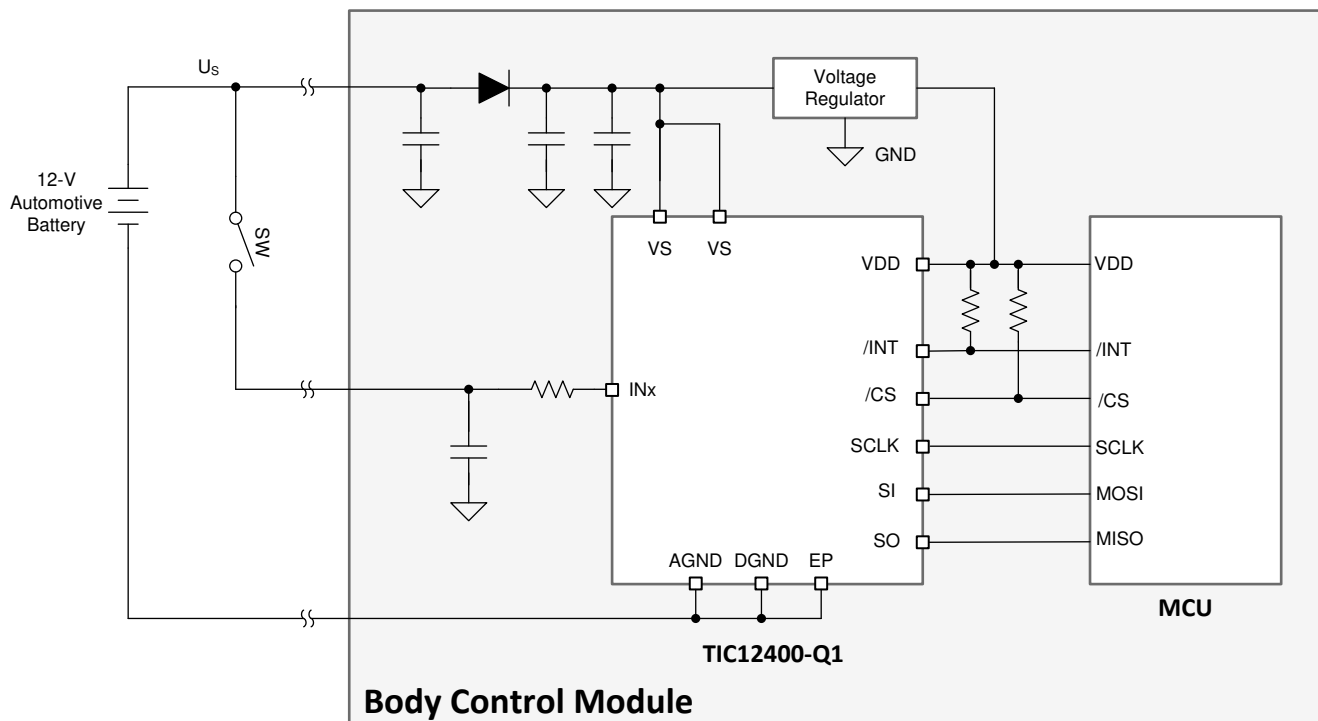 U_S
Voltage
Regulator
GND
12-V
Automotive
Battery
SW
VS
VS
VDD
VDD
/INT
/INT
INx
/CS
/CS
SCLK
SCLK
SI
MOSI
SO
MISO
AGND
DGND
EP
MCU
TIC12400-Q1
Body Control Module